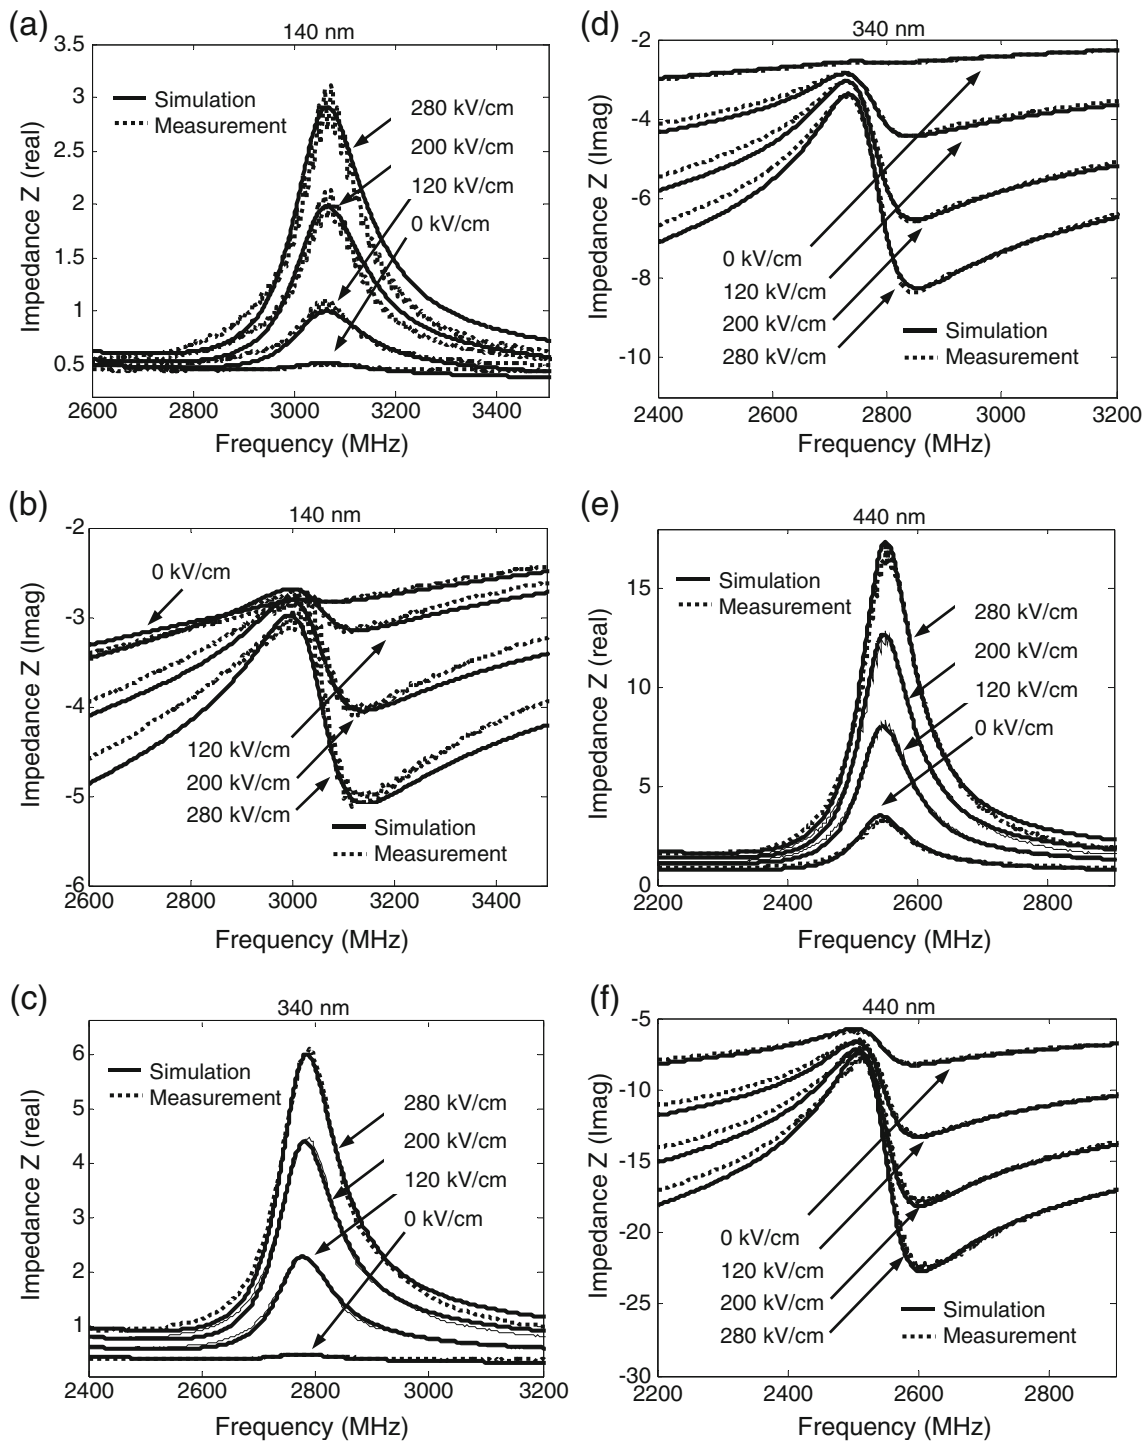 (a)
140 nm
3.5
3
2.5
2
1.5
1
0.5
Impedance Z (real)
Simulation
Measurement
280 kV/cm
200 kV/cm
120 kV/cm
0 kV/cm
2600 2800 3000 3200 3400
Frequency (MHz)
(d)
340 nm
-2
-4
-6
-8
-10
Impedance Z (Imag)
0 kV/cm
120 kV/cm
200 kV/cm
280 kV/cm
Simulation
Measurement
2400 2600 2800 3000 3200
Frequency (MHz)
(b)
140 nm
-2
-3
-4
-5
-6
Impedance Z (Imag)
0 kV/cm
120 kV/cm
200 kV/cm
280 kV/cm
Simulation
Measurement
2600 2800 3000 3200 3400
Frequency (MHz)
(e)
440 nm
15
10
5
0
Impedance Z (real)
Simulation
Measurement
280 kV/cm
200 kV/cm
120 kV/cm
0 kV/cm
2200 2400 2600 2800
Frequency (MHz)
(c)
340 nm
6
5
4
3
2
1
Impedance Z (real)
Simulation
Measurement
280 kV/cm
200 kV/cm
120 kV/cm
0 kV/cm
2400 2600 2800 3000 3200
Frequency (MHz)
(f)
440 nm
-5
-10
-15
-20
-25
-30
Impedance Z (Imag)
0 kV/cm
120 kV/cm
200 kV/cm
280 kV/cm
Simulation
Measurement
2200 2400 2600 2800
Frequency (MHz)